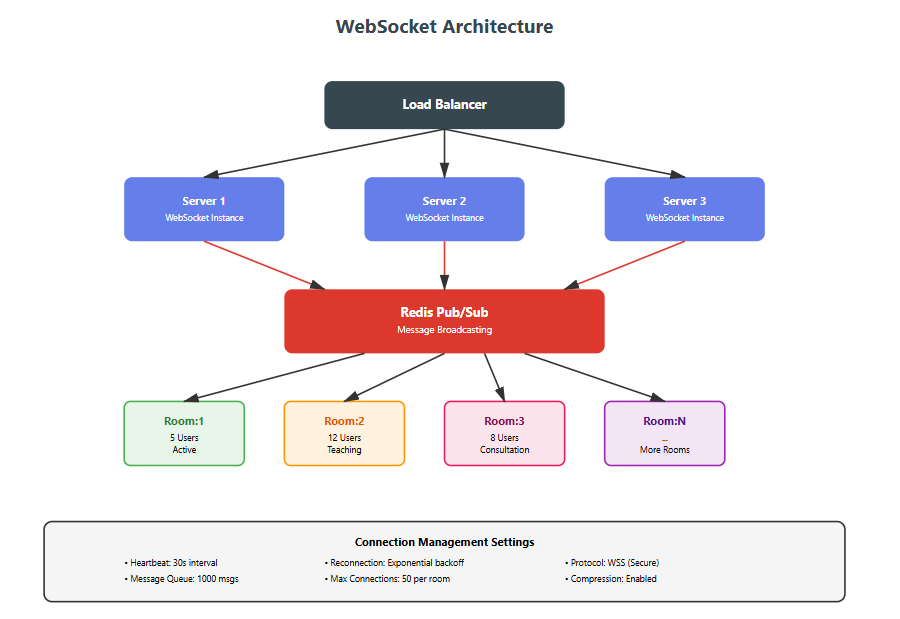 WebSocket Architecture
Load Balancer
Server 1
WebSocket Instance
Server 2
WebSocket Instance
Server 3
WebSocket Instance
Redis Pub/Sub
Message Broadcasting
Room:1
5 Users
Active
Room:2
12 Users
Teaching
Room:3
8 Users
Consultation
Room:N
...
More Rooms
Connection Management Settings
• Heartbeat: 30s interval
• Reconnection: Exponential backoff
• Protocol: WSS (Secure)
• Message Queue: 1000 msgs
• Max Connections: 50 per room
• Compression: Enabled